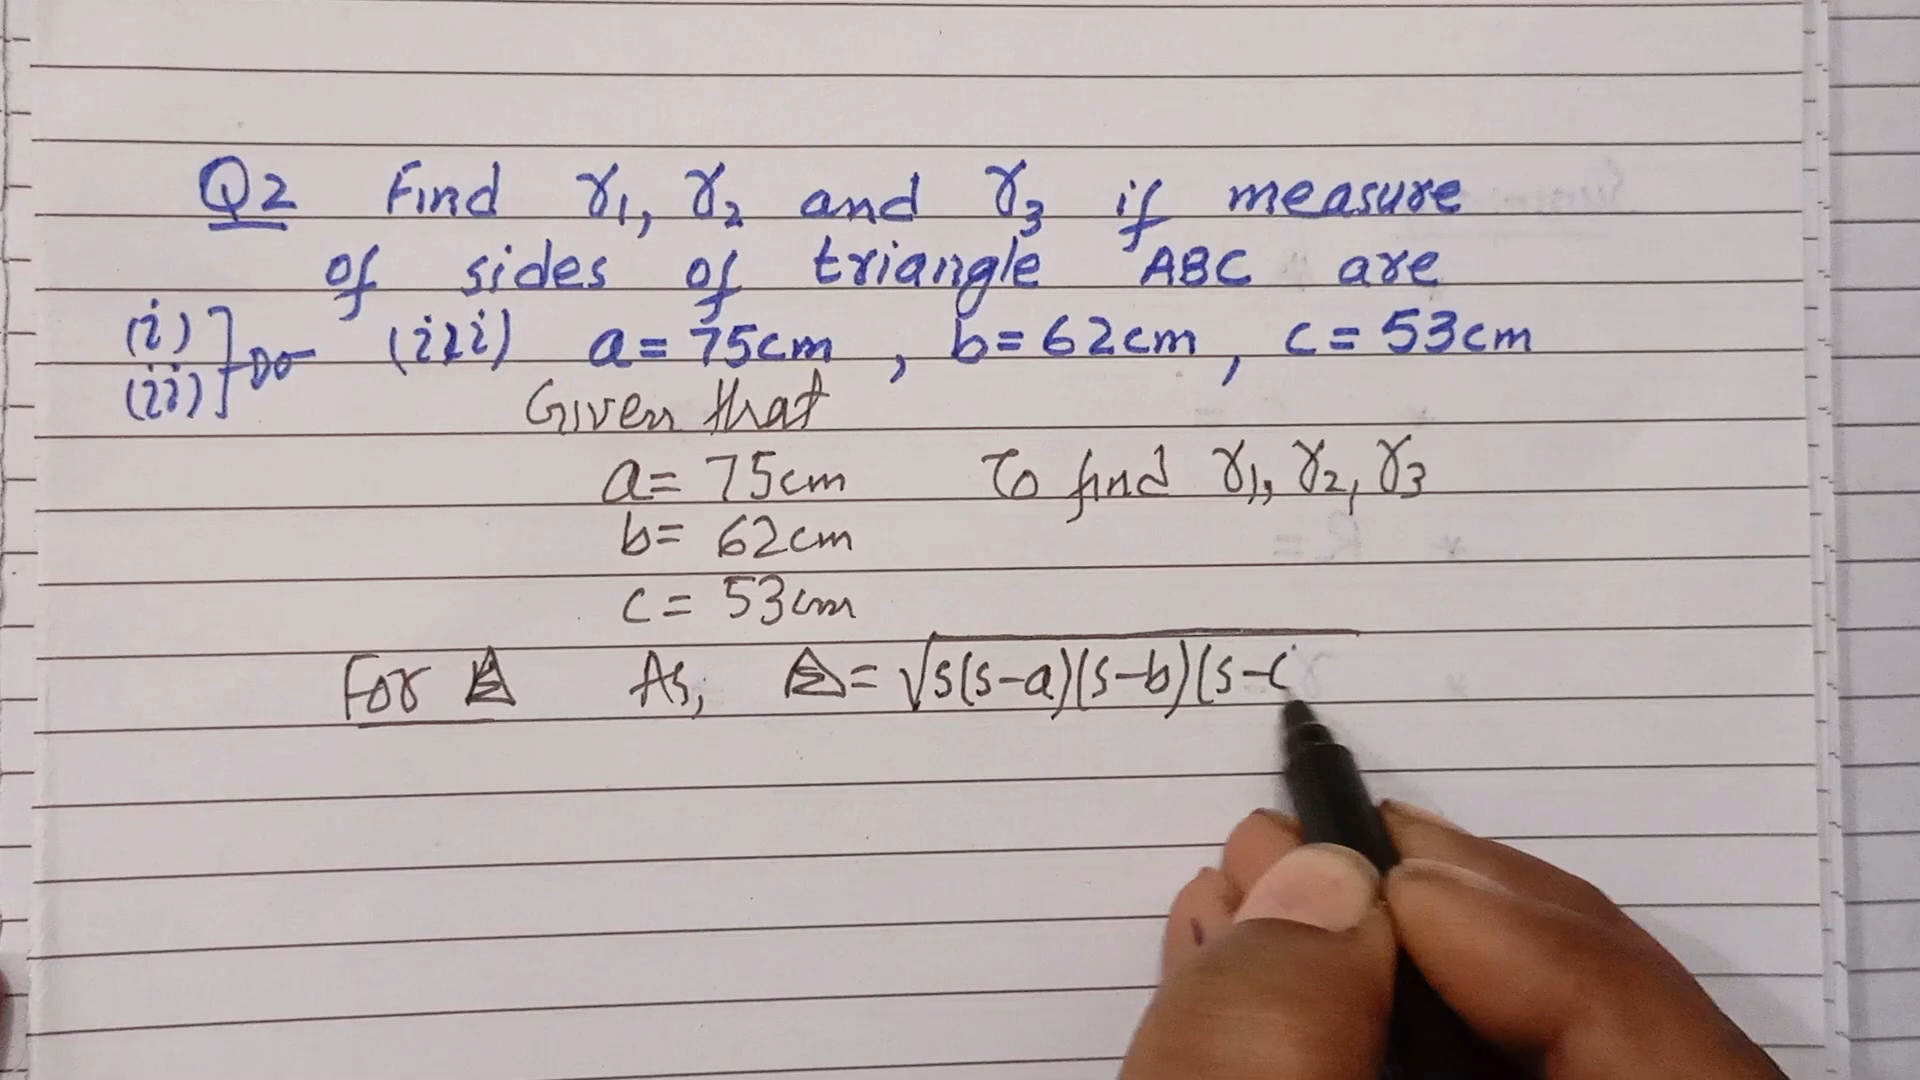 Q2 Find r₁, r₂ and r₃ if measure
of sides of triangle ABC are
(i) (ii) Do (iii) a = 75cm, b = 62cm, c = 53cm
Given that
a = 75cm To find r₁, r₂, r₃
b = 62cm
c = 53cm
For △ As, △ = √s(s-a)(s-b)(s-c